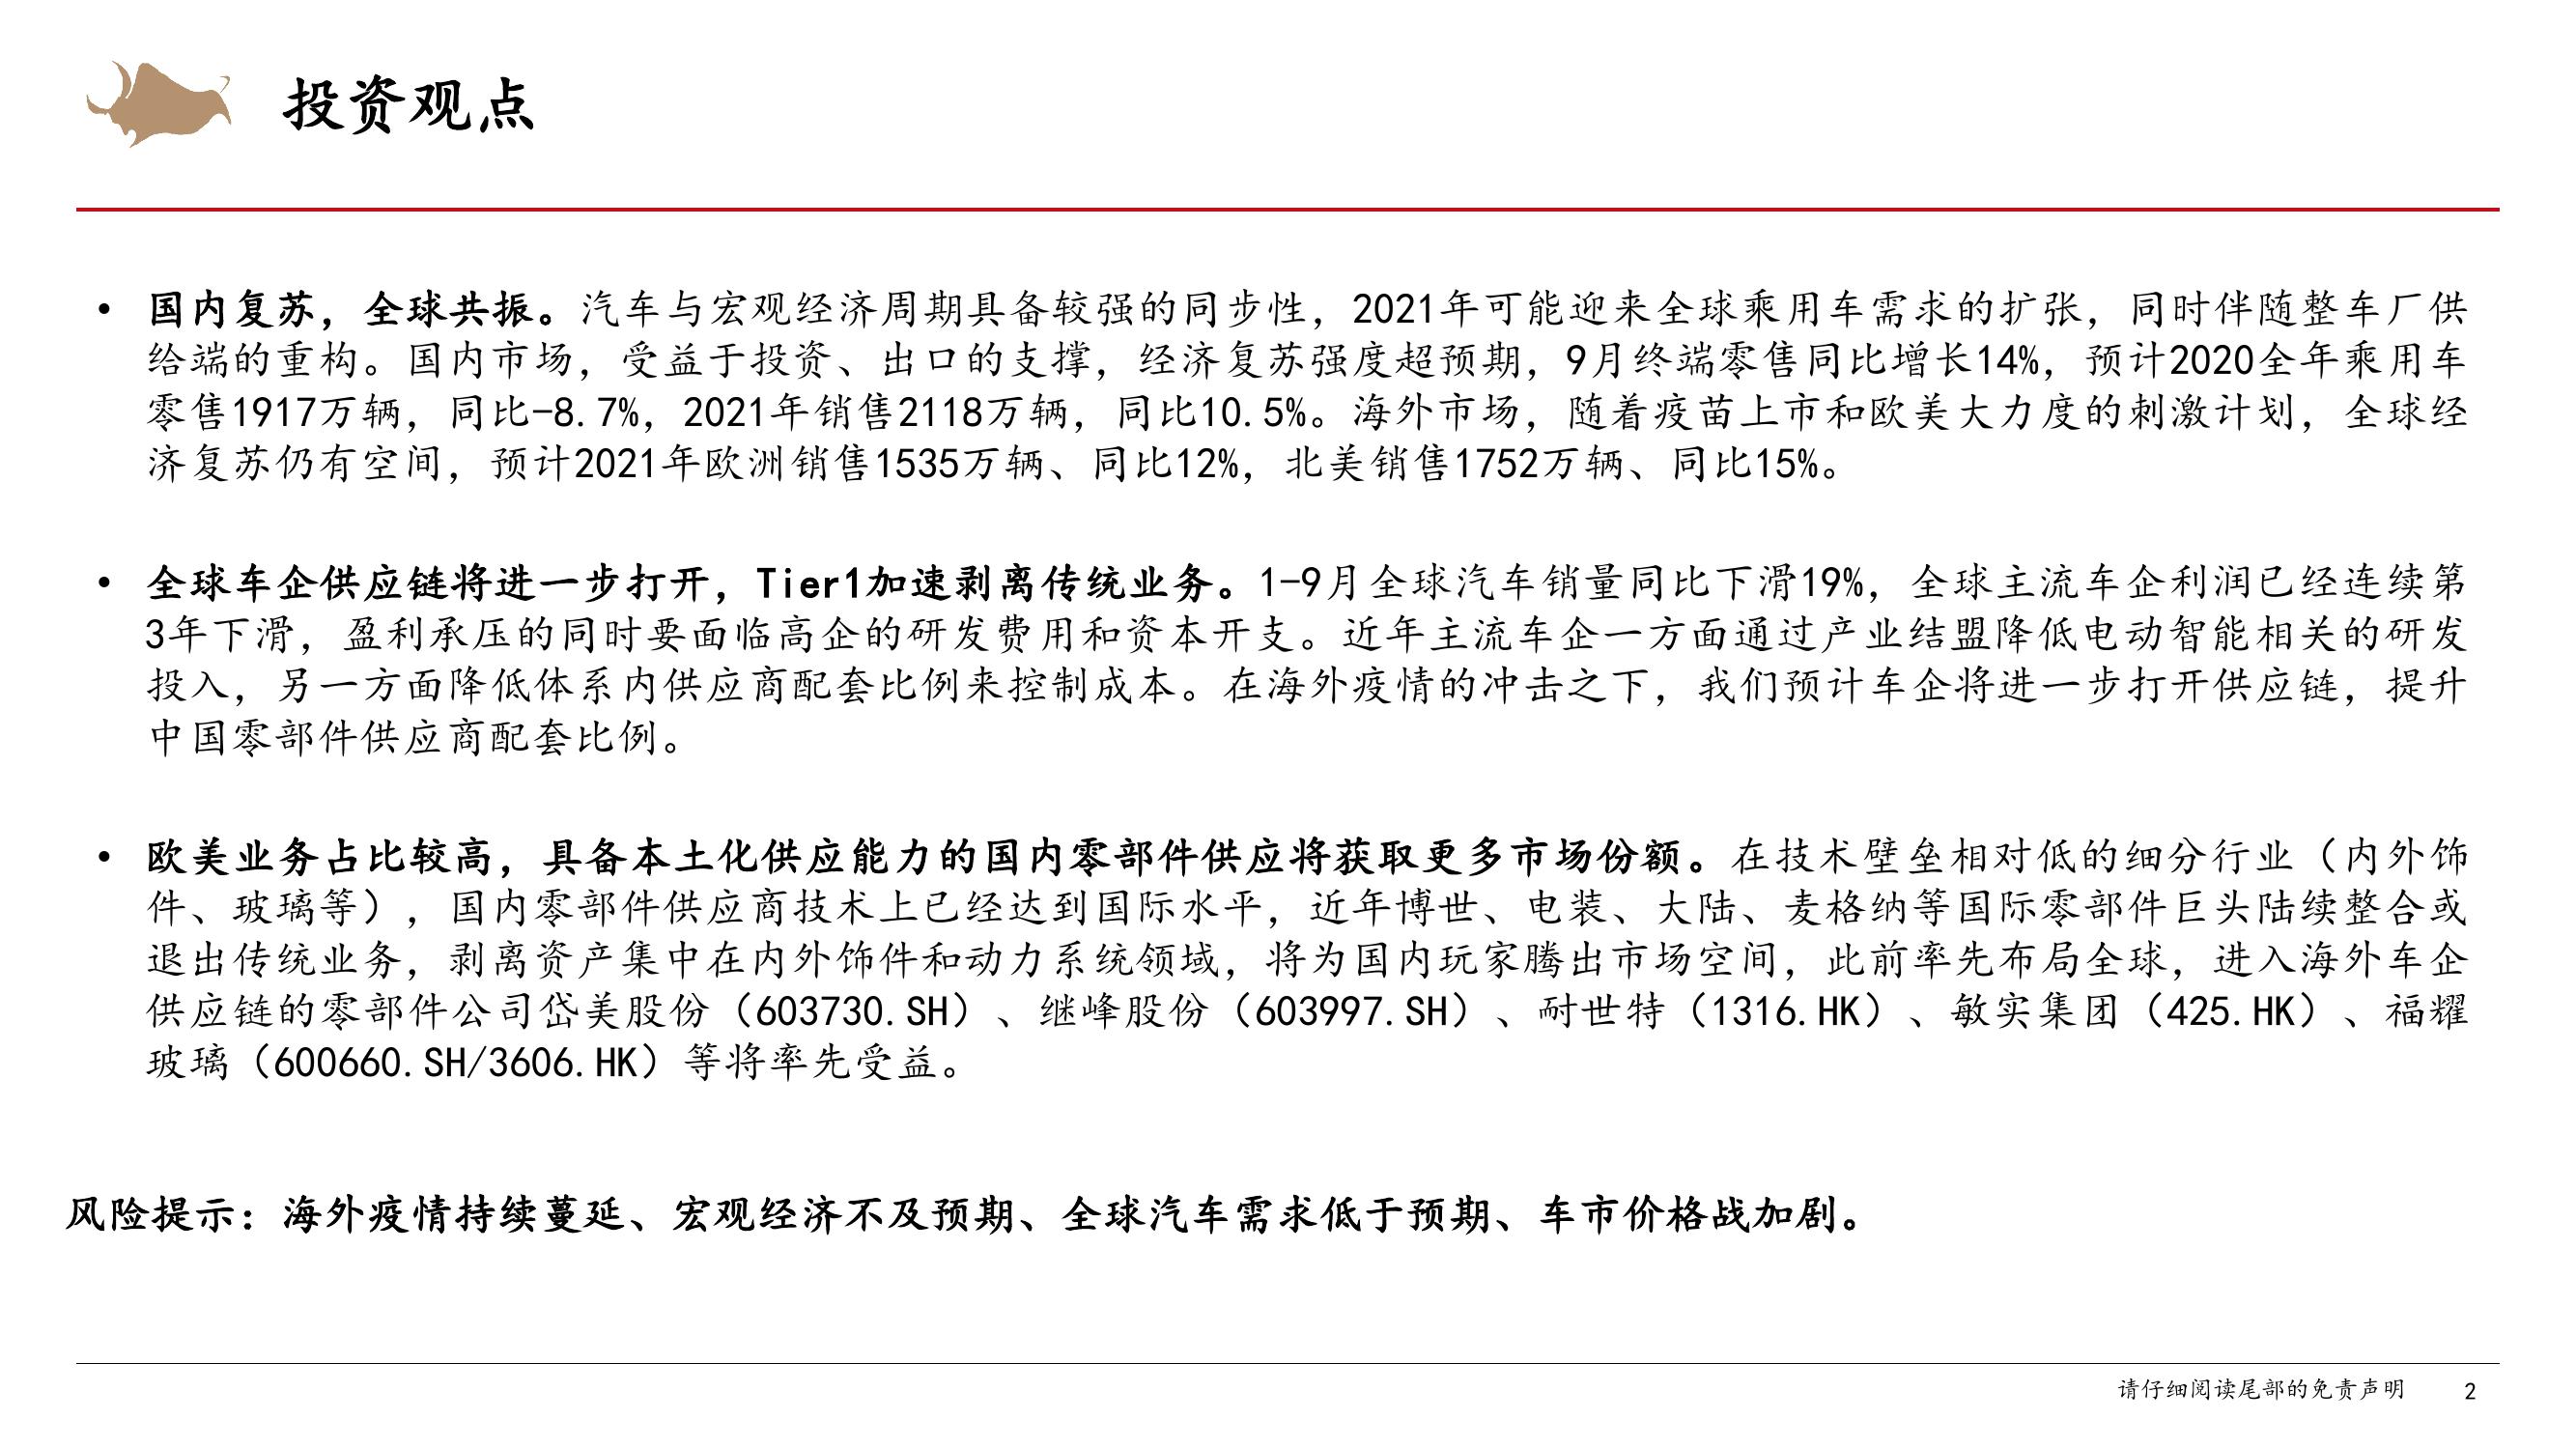 投资观点
• 国内复苏，全球共振。汽车与宏观经济周期具备较强的同步性，2021年可能迎来全球乘用车需求的扩张，同时伴随整车厂供
给端的重构。国内市场，受益于投资、出口的支撑，经济复苏强度超预期，9月终端零售同比增长14%，预计2020全年乘用车
零售1917万辆，同比-8.7%，2021年销售2118万辆，同比10.5%。海外市场，随着疫苗上市和欧美大力度的刺激计划，全球经
济复苏仍有空间，预计2021年欧洲销售1535万辆、同比12%，北美销售1752万辆、同比15%。
• 全球车企供应链将进一步打开，Tier1加速剥离传统业务。1-9月全球汽车销量同比下滑19%，全球主流车企利润已经连续第
3年下滑，盈利承压的同时要面临高企的研发费用和资本开支。近年主流车企一方面通过产业结盟降低电动智能相关的研发
投入，另一方面降低体系内供应商配套比例来控制成本。在海外疫情的冲击之下，我们预计车企将进一步打开供应链，提升
中国零部件供应商配套比例。
• 欧美业务占比较高，具备本土化供应能力的国内零部件供应将获取更多市场份额。在技术壁垒相对低的细分行业（内外饰
件、玻璃等），国内零部件供应商技术上已经达到国际水平，近年博世、电装、大陆、麦格纳等国际零部件巨头陆续整合或
退出传统业务，剥离资产集中在内外饰件和动力系统领域，将为国内玩家腾出市场空间，此前率先布局全球，进入海外车企
供应链的零部件公司岱美股份（603730.SH）、继峰股份（603997.SH）、耐世特（1316.HK）、敏实集团（425.HK）、福耀
玻璃（600660.SH/3606.HK）等将率先受益。
风险提示：海外疫情持续蔓延、宏观经济不及预期、全球汽车需求低于预期、车市价格战加剧。
请仔细阅读尾部的免责声明 2